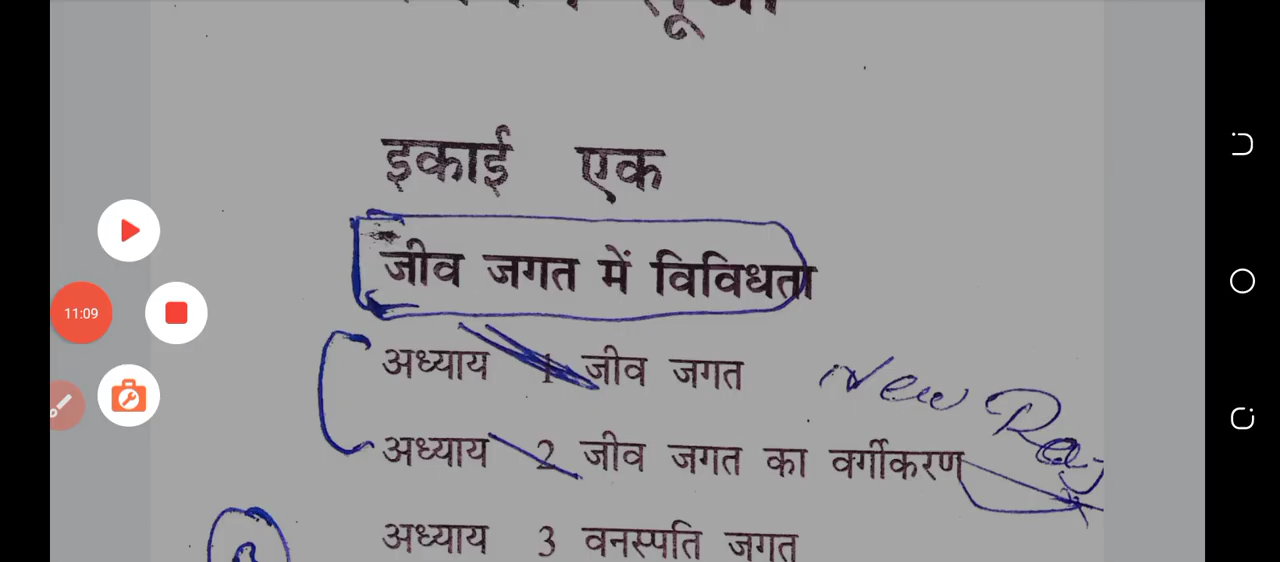 इकाई एक
जीव जगत में विविधता
अध्याय 1 जीव जगत
New
अध्याय 2 जीव जगत का वर्गीकरण
अध्याय 3 वनस्पति जगत
11:09